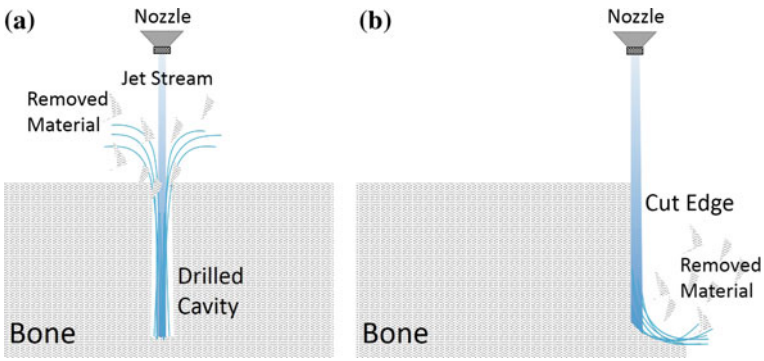 (a)
Nozzle
Jet Stream
Removed
Material
Drilled
Cavity
Bone
(b)
Nozzle
Cut Edge
Removed
Material
Bone